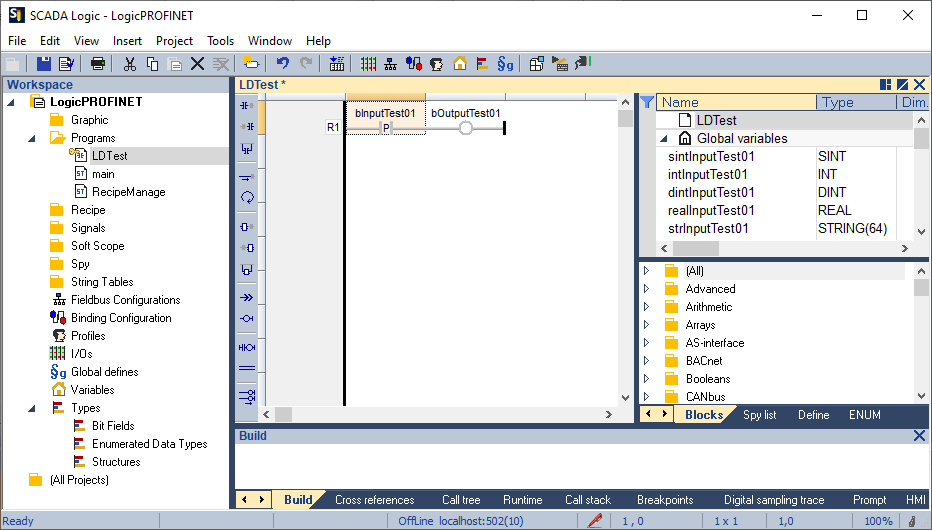 SCADA Logic - LogicPROFINET
File Edit View Insert Project Tools Window Help
Workspace
LogicPROFINET
Graphic
Programs
LDTest
main
RecipeManage
Recipe
Signals
Soft Scope
Spy
String Tables
Fieldbus Configurations
Binding Configuration
Profiles
I/Os
Global defines
Variables
Types
Bit Fields
Enumerated Data Types
Structures
(All Projects)
LDTest *
bInputTest01 bOutputTest01
R1 P
Name Type Dim.
LDTest
Global variables
sintInputTest01 SINT
intInputTest01 INT
dintInputTest01 DINT
realInputTest01 REAL
strInputTest01 STRING(64)
(All)
Advanced
Arithmetic
Arrays
AS-interface
BACnet
Booleans
CANbus
Blocks Spy list Define ENUM
Build
Build Cross references Call tree Runtime Call stack Breakpoints Digital sampling trace Prompt HMI
Ready OffLine localhost:502(10) 1 , 0 1 x 1 1,0 100%